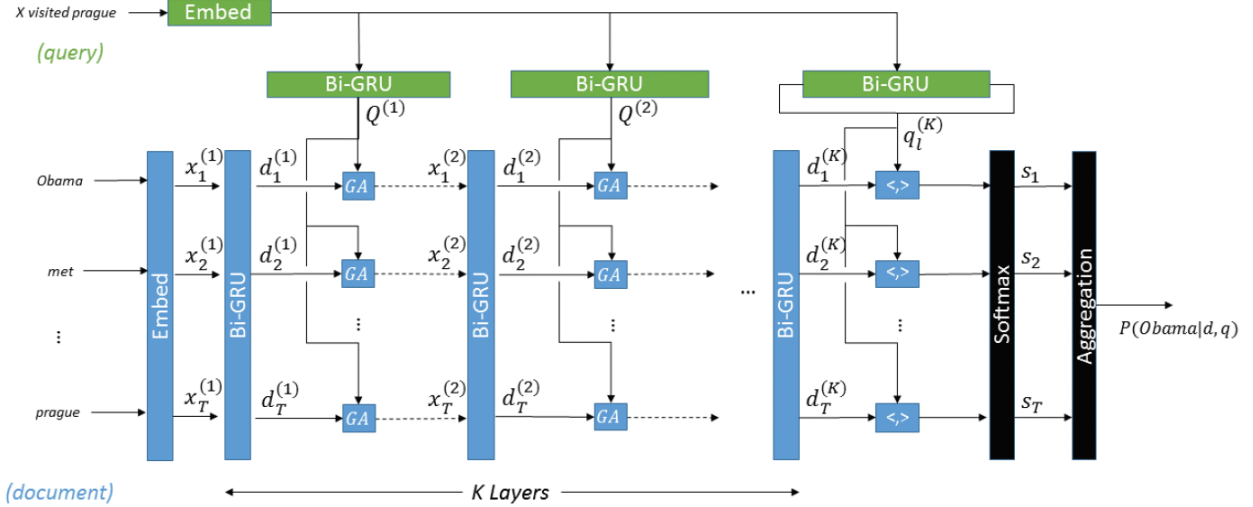 X visited prague
Embed
(query)
Bi-GRU
Bi-GRU
Bi-GRU
Q^(1)
Q^(2)
q_l^(K)
Obama
x_1^(1)
d_1^(1)
GA
x_1^(2)
d_1^(2)
GA
d_1^(K)
<,>
s_1
met
x_2^(1)
d_2^(1)
GA
x_2^(2)
d_2^(2)
GA
...
d_2^(K)
<,>
s_2
⋮
⋮
⋮
⋮
Embed
Bi-GRU
Bi-GRU
Bi-GRU
Softmax
Aggregation
P(Obama|d, q)
prague
x_T^(1)
d_T^(1)
GA
x_T^(2)
d_T^(2)
GA
d_T^(K)
<,>
s_T
(document)
K Layers